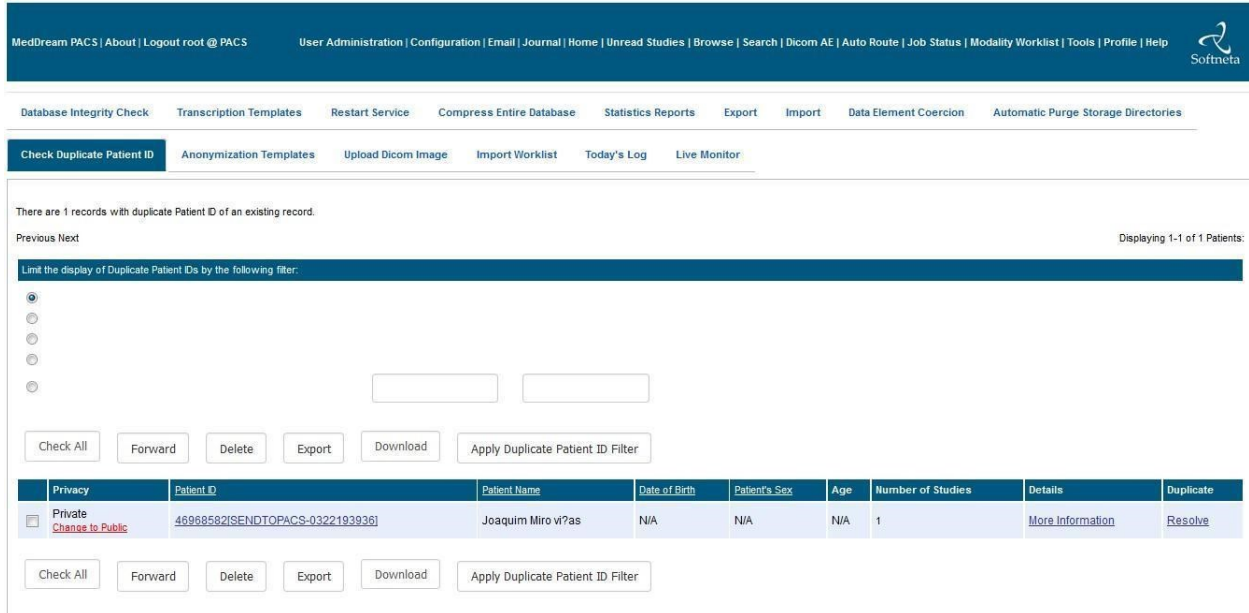 MedDream PACS | About | Logout root @ PACS
User Administration | Configuration | Email | Journal | Home | Unread Studies | Browse | Search | Dicom AE | Auto Route | Job Status | Modality Worklist | Tools | Profile | Help
Softneta
Database Integrity Check Transcription Templates Restart Service Compress Entire Database Statistics Reports Export Import Data Element Coercion Automatic Purge Storage Directories
Check Duplicate Patient ID Anonymization Templates Upload Dicom Image Import Worklist Today's Log Live Monitor
There are 1 records with duplicate Patient ID of an existing record.
Previous Next Displaying 1-1 of 1 Patients:
Limit the display of Duplicate Patient IDs by the following filter:
Check All Forward Delete Export Download Apply Duplicate Patient ID Filter
Privacy Patient ID Patient Name Date of Birth Patient's Sex Age Number of Studies Details Duplicate
Private 46968582[SENDTOPACS-0322193936] Joaquim Miro vi?as N/A N/A N/A 1 More Information Resolve
Change to Public
Check All Forward Delete Export Download Apply Duplicate Patient ID Filter